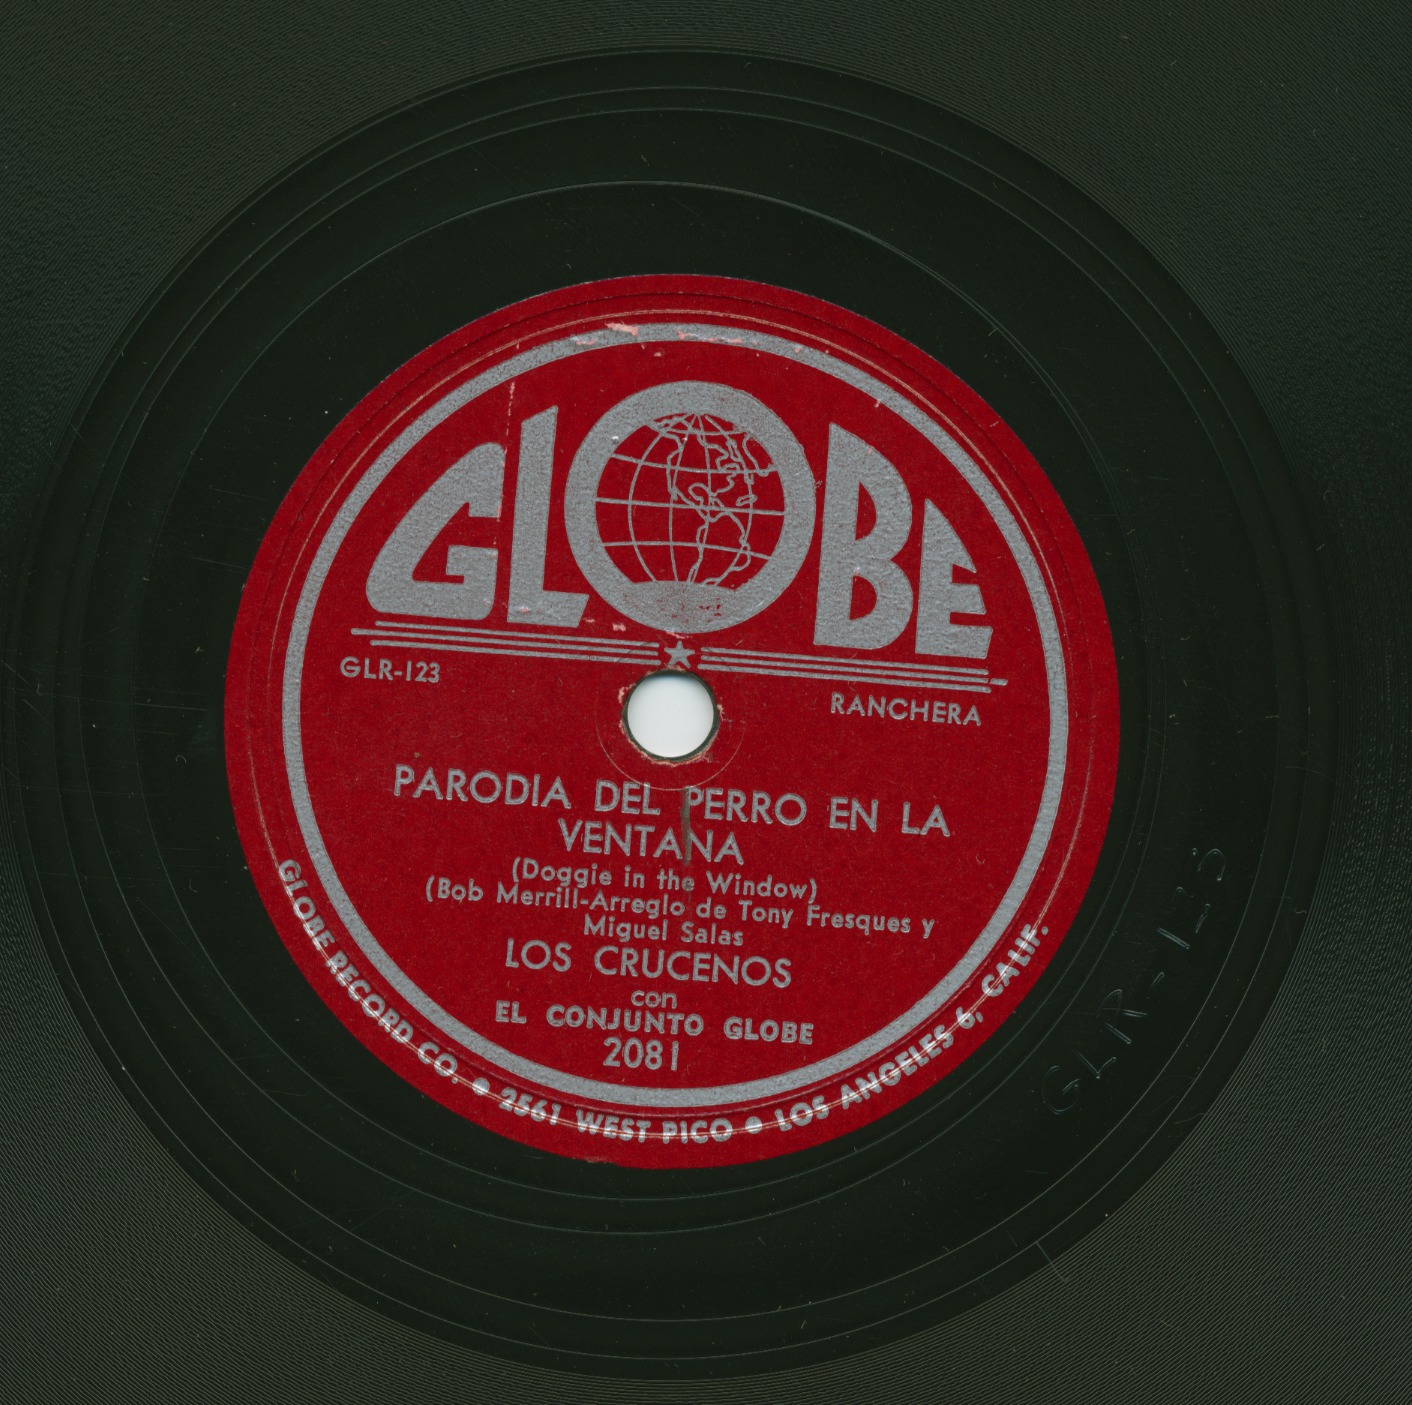 GLOBE
GLR-123
RANCHERA
PARODIA DEL PERRO EN LA
VENTANA
(Doggie in the Window)
(Bob Merrill-Arreglo de Tony Fresques y
Miguel Salas
LOS CRUCENOS
con
EL CONJUNTO GLOBE
2081
GLOBE RECORD CO. • 2561 WEST PICO • LOS ANGELES 6, CALIF.
GLR-123